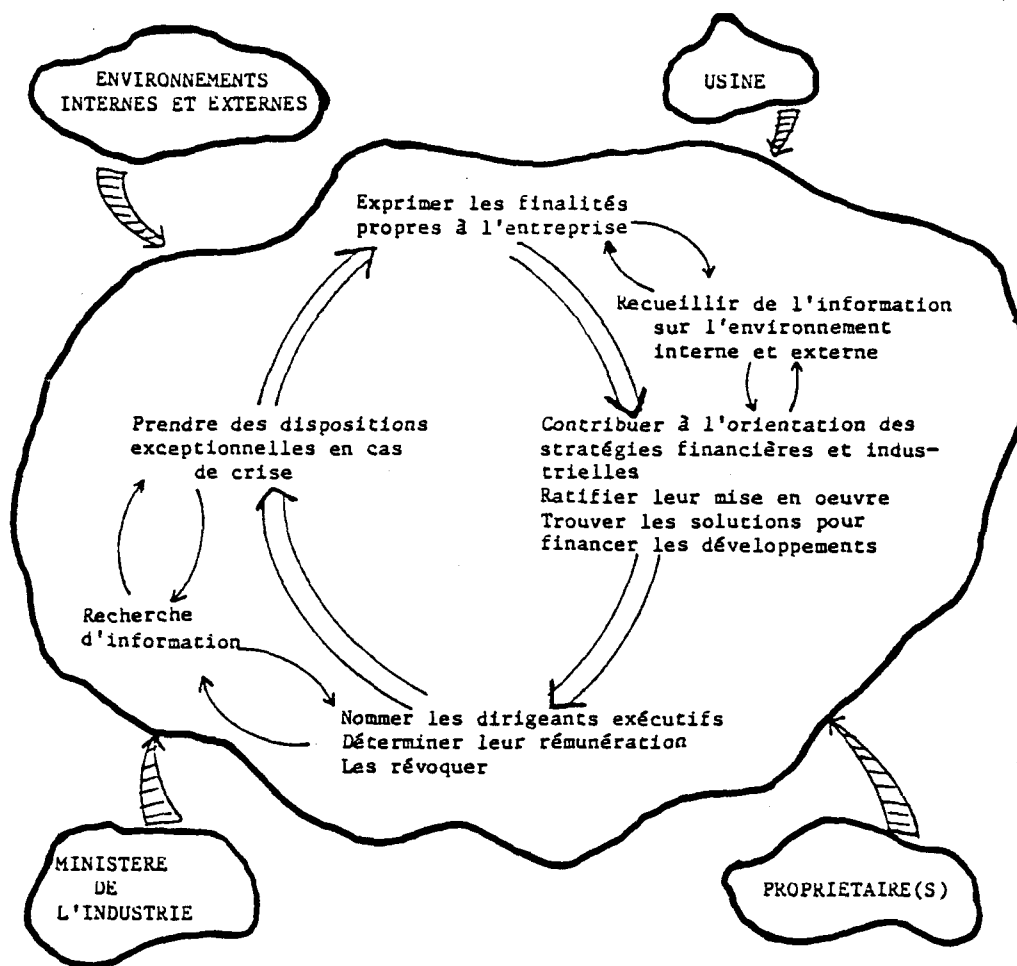 ENVIRONNEMENTS
INTERNES ET EXTERNES
USINE
Exprimer les finalités
propres à l'entreprise
Recueillir de l'information
sur l'environnement
interne et externe
Prendre des dispositions
exceptionnelles en cas
de crise
Contribuer à l'orientation des
stratégies financières et indus-
trielles
Ratifier leur mise en oeuvre
Trouver les solutions pour
financer les développements
Recherche
d'information
Nommer les dirigeants exécutifs
Déterminer leur rémunération
Les révoquer
MINISTERE
DE
L'INDUSTRIE
PROPRIETAIRE(S)